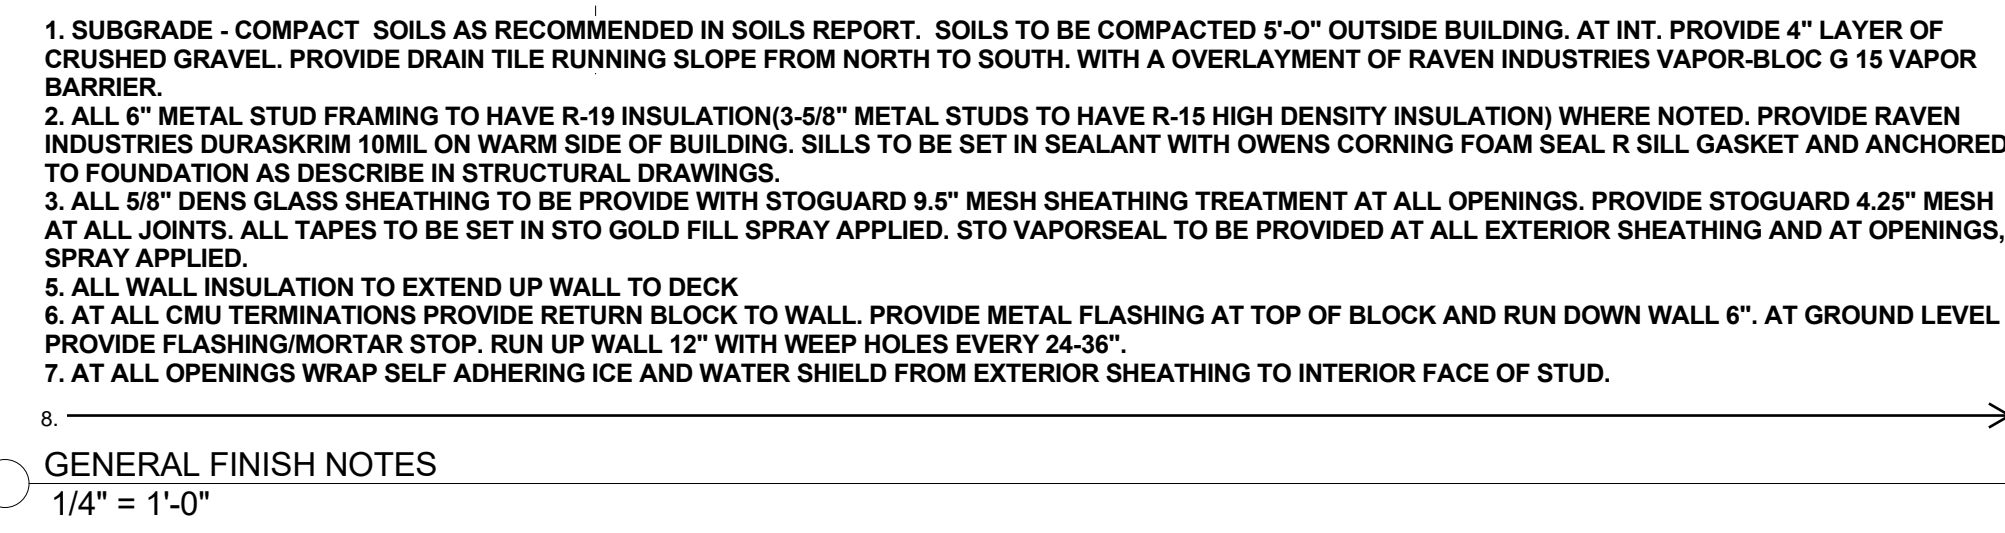 1. SUBGRADE - COMPACT  SOILS AS RECOMMENDED IN SOILS REPORT.  SOILS TO BE COMPACTED 5'-O" OUTSIDE BUILDING. AT INT. PROVIDE 4" LAYER OF
CRUSHED GRAVEL. PROVIDE DRAIN TILE RUNNING SLOPE FROM NORTH TO SOUTH. WITH A OVERLAYMENT OF RAVEN INDUSTRIES VAPOR-BLOC G 15 VAPOR
BARRIER.
2. ALL 6" METAL STUD FRAMING TO HAVE R-19 INSULATION(3-5/8" METAL STUDS TO HAVE R-15 HIGH DENSITY INSULATION) WHERE NOTED. PROVIDE RAVEN
INDUSTRIES DURASKRIM 10MIL ON WARM SIDE OF BUILDING. SILLS TO BE SET IN SEALANT WITH OWENS CORNING FOAM SEAL R SILL GASKET AND ANCHORED
TO FOUNDATION AS DESCRIBE IN STRUCTURAL DRAWINGS.
3. ALL 5/8" DENS GLASS SHEATHING TO BE PROVIDE WITH STOGUARD 9.5" MESH SHEATHING TREATMENT AT ALL OPENINGS. PROVIDE STOGUARD 4.25" MESH
AT ALL JOINTS. ALL TAPES TO BE SET IN STO GOLD FILL SPRAY APPLIED. STO VAPORSEAL TO BE PROVIDED AT ALL EXTERIOR SHEATHING AND AT OPENINGS,
SPRAY APPLIED.
5. ALL WALL INSULATION TO EXTEND UP WALL TO DECK
6. AT ALL CMU TERMINATIONS PROVIDE RETURN BLOCK TO WALL. PROVIDE METAL FLASHING AT TOP OF BLOCK AND RUN DOWN WALL 6". AT GROUND LEVEL
PROVIDE FLASHING/MORTAR STOP. RUN UP WALL 12" WITH WEEP HOLES EVERY 24-36".
7. AT ALL OPENINGS WRAP SELF ADHERING ICE AND WATER SHIELD FROM EXTERIOR SHEATHING TO INTERIOR FACE OF STUD.
8.
GENERAL FINISH NOTES
1/4" = 1'-0"